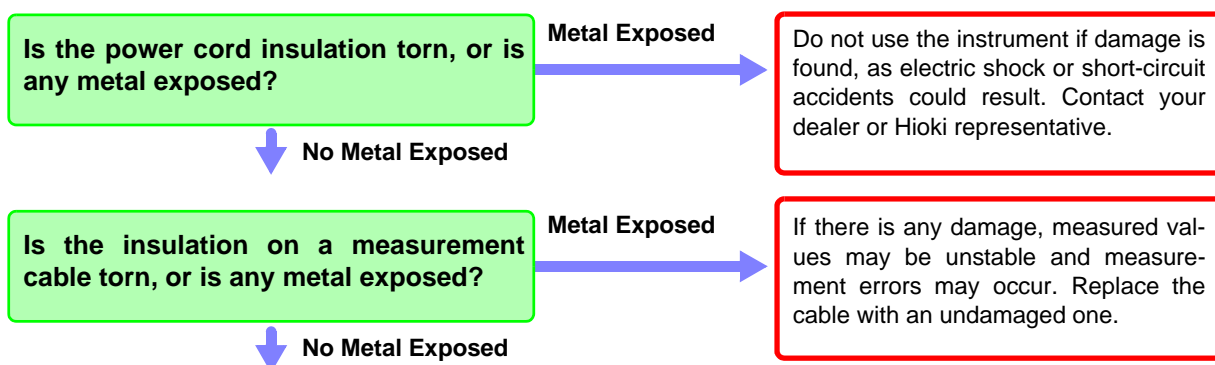 Is the power cord insulation torn, or is
any metal exposed?
Metal Exposed
Do not use the instrument if damage is
found, as electric shock or short-circuit
accidents could result. Contact your
dealer or Hioki representative.
No Metal Exposed
Is the insulation on a measurement
cable torn, or is any metal exposed?
Metal Exposed
If there is any damage, measured val-
ues may be unstable and measure-
ment errors may occur. Replace the
cable with an undamaged one.
No Metal Exposed